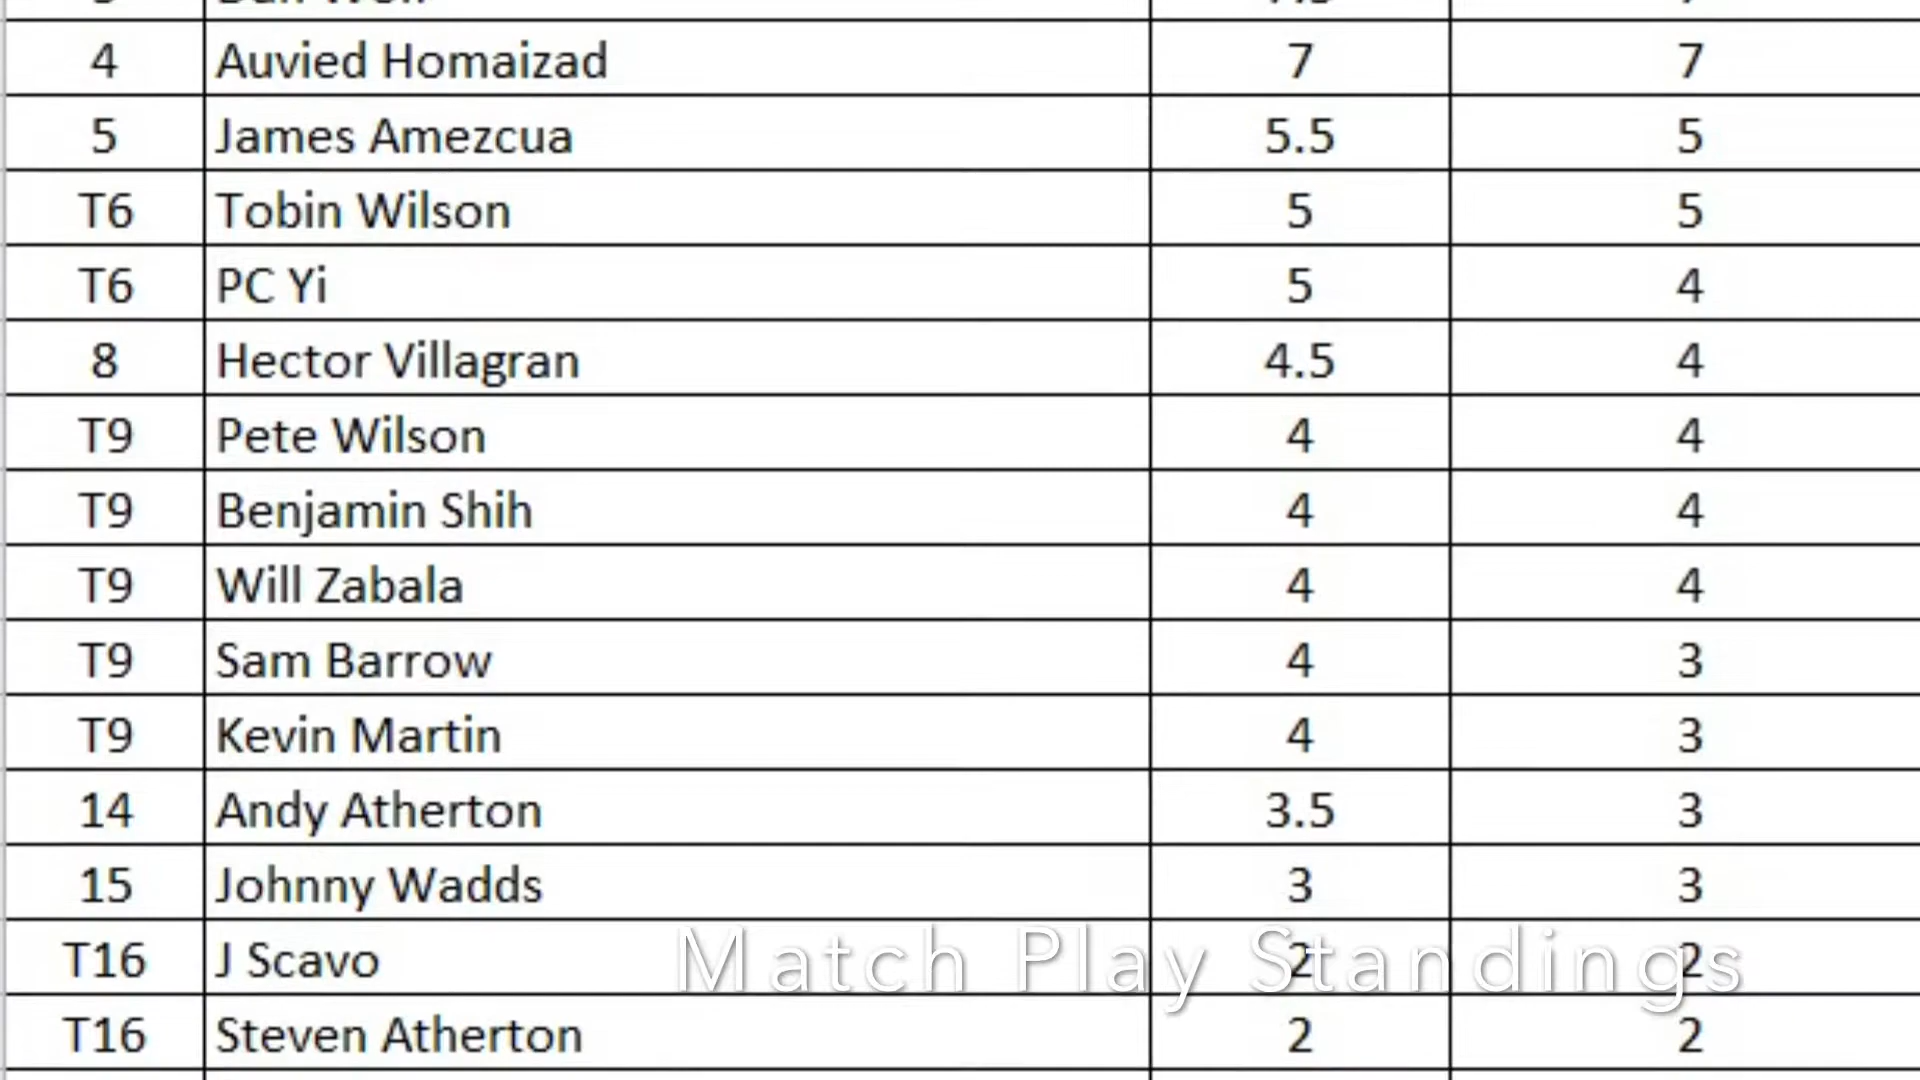 4 Auvied Homaizad 7 7
5 James Amezcua 5.5 5
T6 Tobin Wilson 5 5
T6 PC Yi 5 4
8 Hector Villagran 4.5 4
T9 Pete Wilson 4 4
T9 Benjamin Shih 4 4
T9 Will Zabala 4 4
T9 Sam Barrow 4 3
T9 Kevin Martin 4 3
14 Andy Atherton 3.5 3
15 Johnny Wadds 3 3
T16 J Scavo 2 2
Match Play Standings
T16 Steven Atherton 2 2